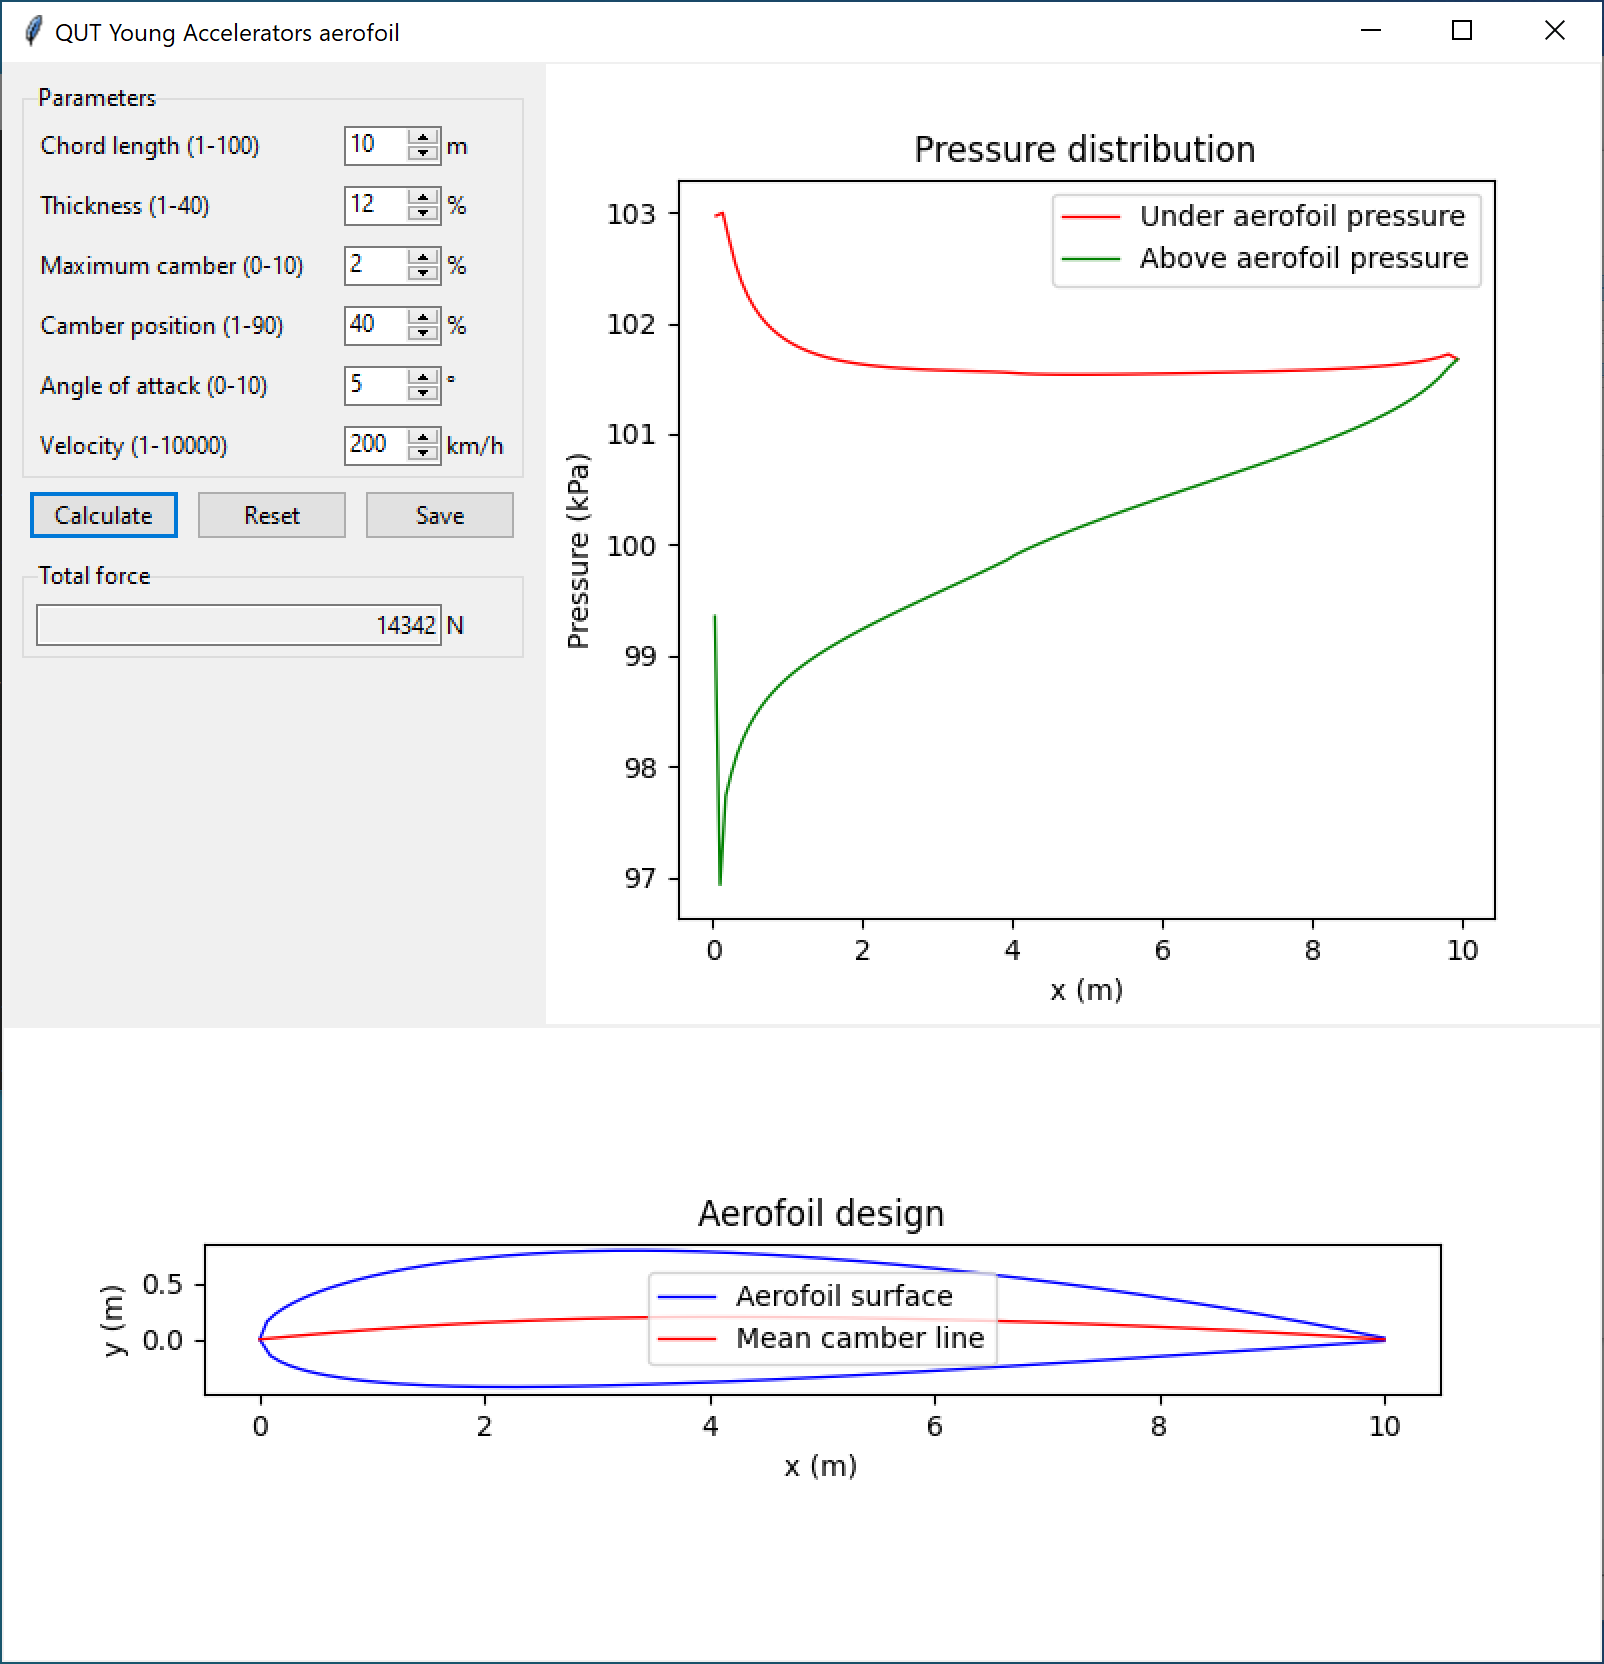 QUT Young Accelerators aerofoil
Parameters
Chord length (1-100) 10 m
Thickness (1-40) 12 %
Maximum camber (0-10) 2 %
Camber position (1-90) 40 %
Angle of attack (0-10) 5 °
Velocity (1-10000) 200 km/h
Calculate Reset Save
Total force
14342 N
Pressure distribution
Under aerofoil pressure
Above aerofoil pressure
Pressure (kPa)
103
102
101
100
99
98
97
0 2 4 6 8 10
x (m)
Aerofoil design
Aerofoil surface
Mean camber line
y (m)
0.5
0.0
0 2 4 6 8 10
x (m)